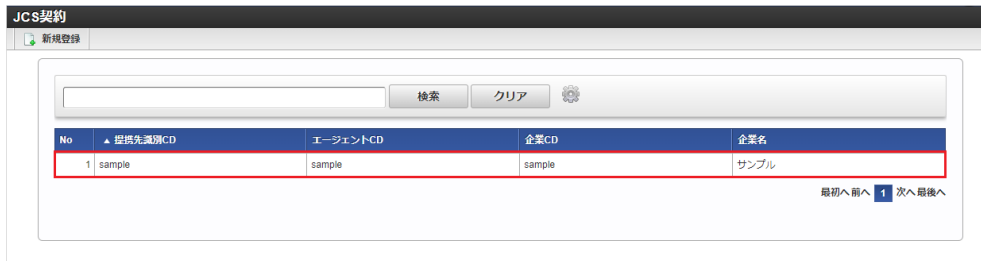 JCS契約
新規登録
検索 クリア
No ▲ 提携先識別CD エージェントCD 企業CD 企業名
1 sample sample sample サンプル
最初へ 前へ 1 次へ 最後へ